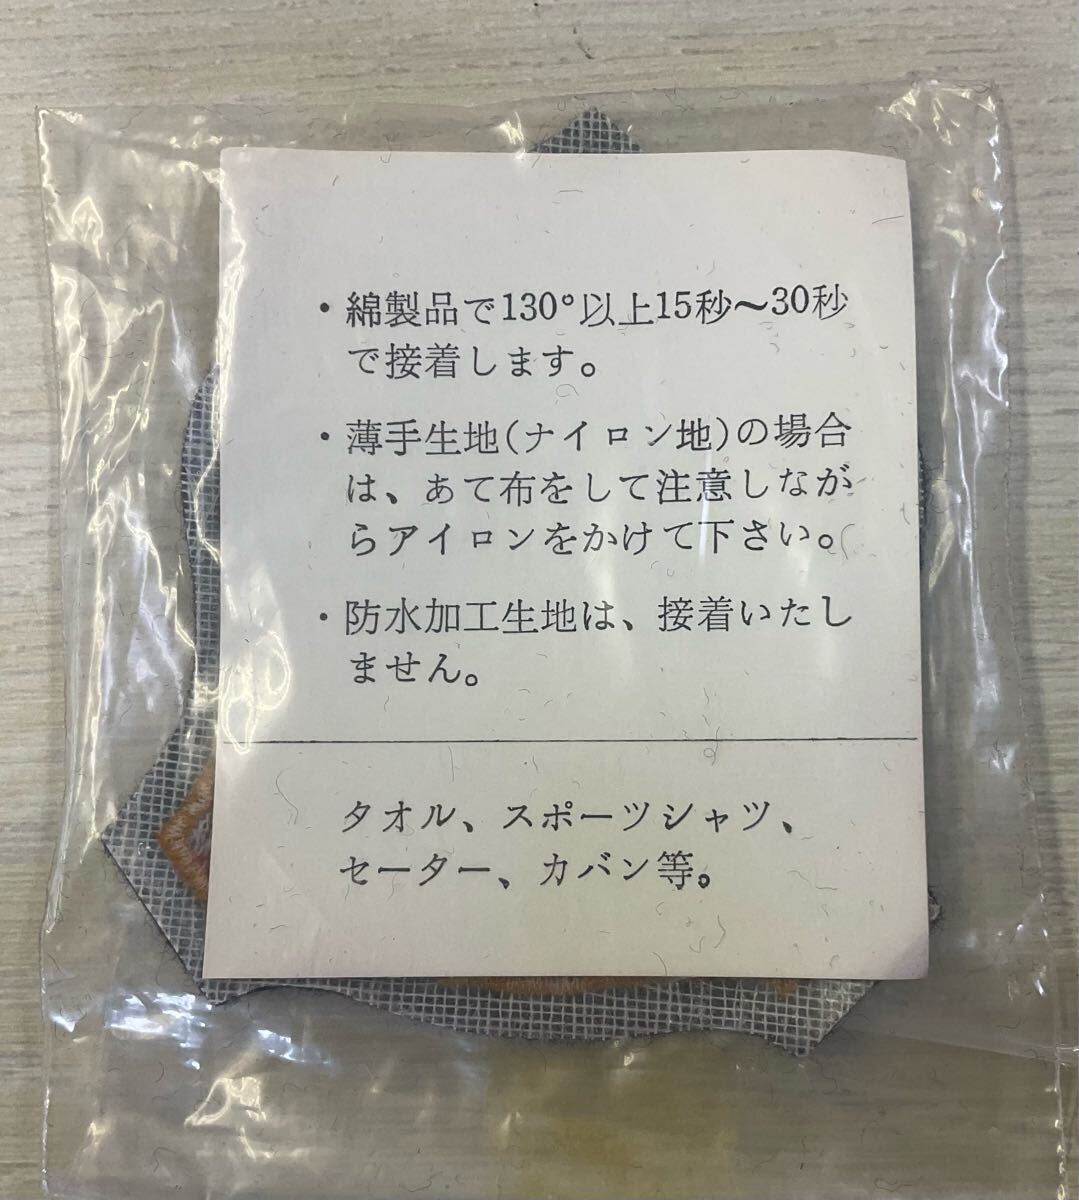 ・綿製品で130°以上15秒〜30秒
で接着します。
・薄手生地(ナイロン地)の場合
は、あて布をして注意しなが
らアイロンをかけて下さい。
・防水加工生地は、接着いたし
ません。
タオル、スポーツシャツ、
セーター、カバン等。